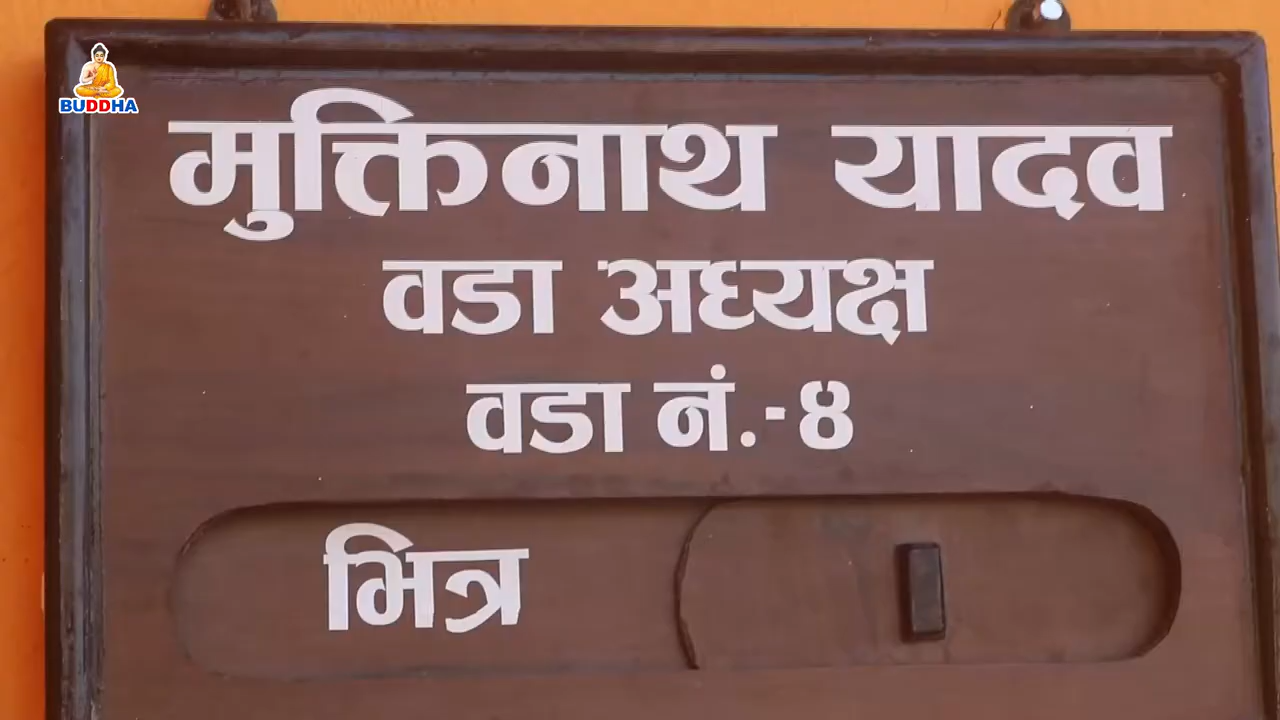 BUDDHA
मुक्तिनाथ यादव
वडा अध्यक्ष
वडा नं.-४
भित्र